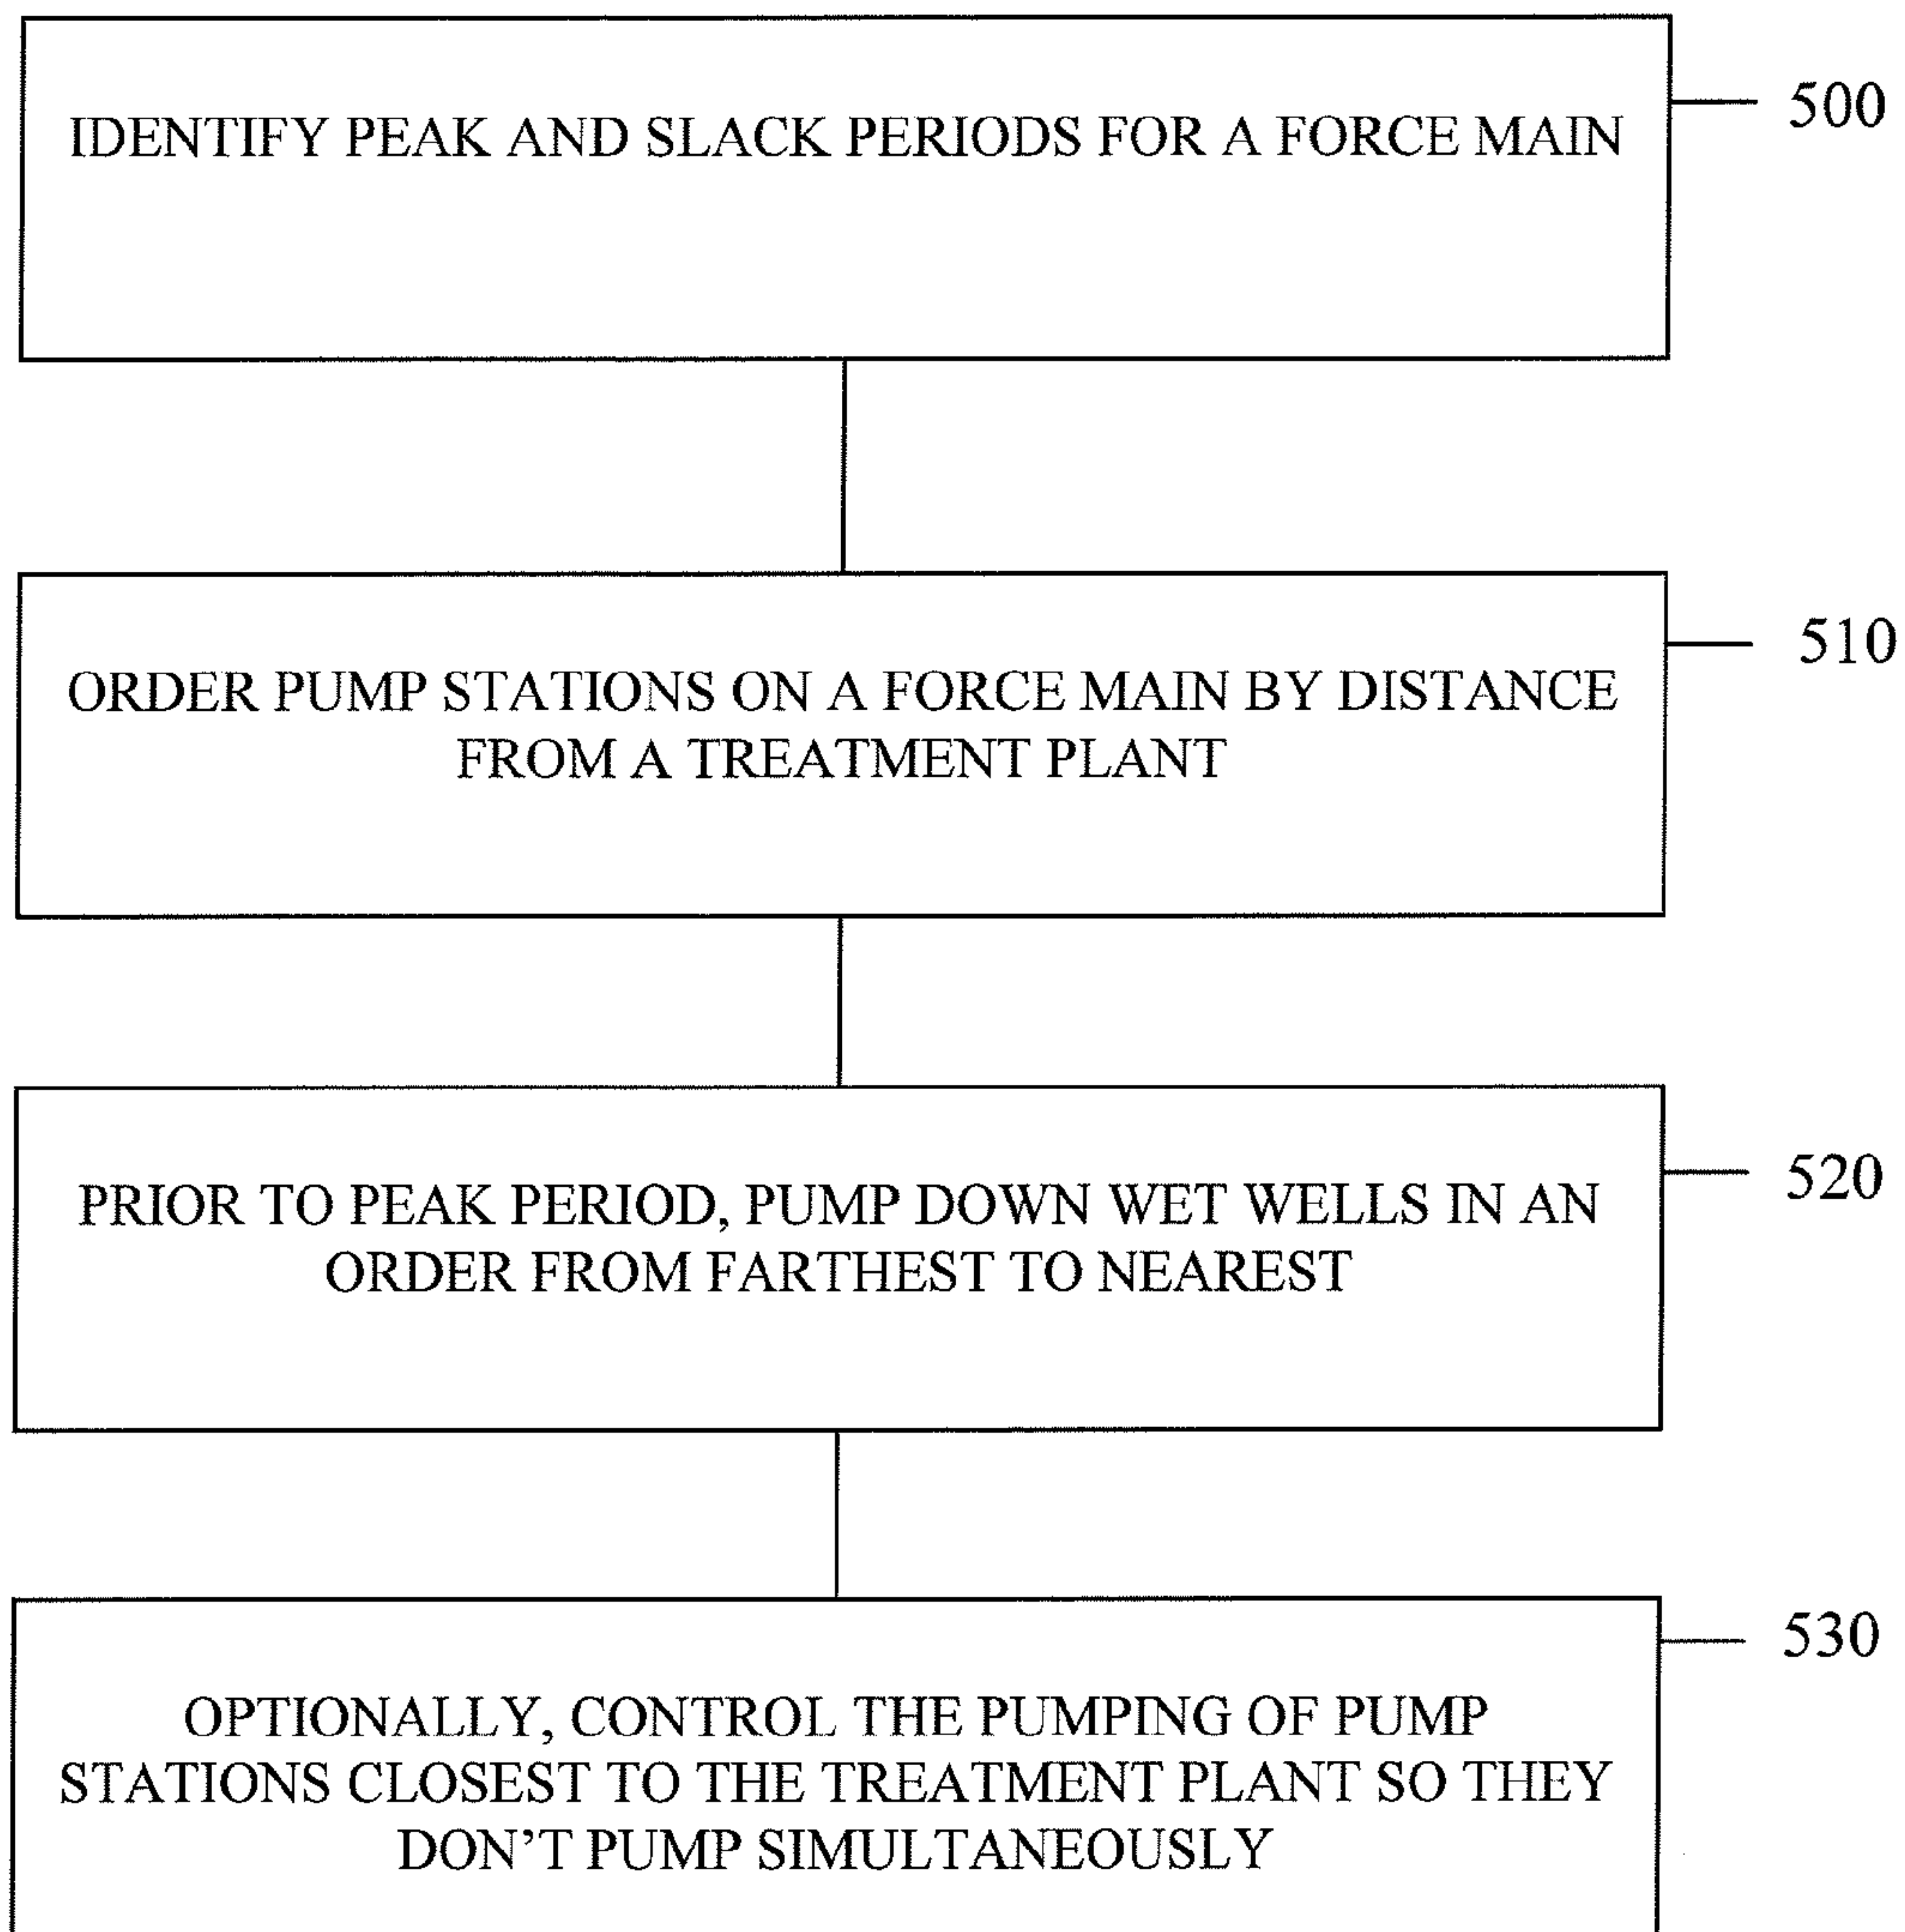 IDENTIFY PEAK AND SLACK PERIODS FOR A FORCE MAIN
500
ORDER PUMP STATIONS ON A FORCE MAIN BY DISTANCE
FROM A TREATMENT PLANT
510
PRIOR TO PEAK PERIOD, PUMP DOWN WET WELLS IN AN
ORDER FROM FARTHEST TO NEAREST
520
OPTIONALLY, CONTROL THE PUMPING OF PUMP
STATIONS CLOSEST TO THE TREATMENT PLANT SO THEY
DON'T PUMP SIMULTANEOUSLY
530